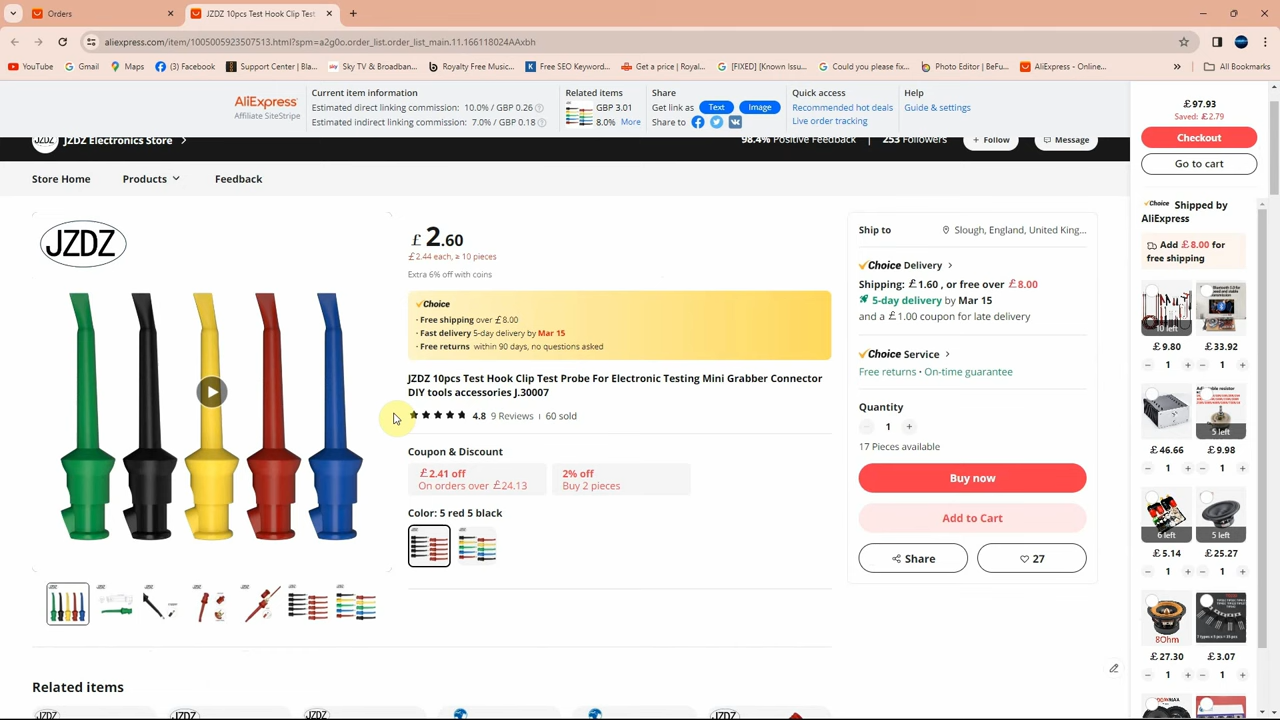 Orders
JZDZ 10pcs Test Hook Clip Test
aliexpress.com/item/1005005923507513.html?spm=a2g0o.order_list.order_list_main.11.166118024AAxbh
YouTube
Gmail
Maps
(3) Facebook
Support Center | Bla...
Sky TV & Broadban...
Royalty Free Music...
Free SEO Keyword...
Get a price | Royal...
[FIXED] [Known Issu...
Could you please fix...
Photo Editor | BeFu...
AliExpress - Online...
»
All Bookmarks
AliExpress
Affiliate SiteStripe
Current item information
Estimated direct linking commission: 10.0% / GBP 0.26
Estimated indirect linking commission: 7.0% / GBP 0.18
Related items
GBP 3.01
8.0% More
Share
Get link as Text Image
Share to
Quick access
Recommended hot deals
Live order tracking
Help
Guide & settings
JZDZ Electronics Store
98.4% Positive Feedback | 253 Followers
+ Follow
Message
Store Home
Products
Feedback
JZDZ
£2.60
£2.44 each, ≥ 10 pieces
Extra 6% off with coins
Choice
· Free shipping over £8.00
· Fast delivery 5-day delivery by Mar 15
· Free returns within 90 days, no questions asked
JZDZ 10pcs Test Hook Clip Test Probe For Electronic Testing Mini Grabber Connector
DIY tools accessories J.30007
4.8 9 Reviews | 60 sold
Coupon & Discount
£2.41 off
On orders over £24.13
2% off
Buy 2 pieces
Color: 5 red 5 black
Ship to
Slough, England, United King...
Choice Delivery
Shipping: £1.60 , or free over £8.00
5-day delivery by Mar 15
and a £1.00 coupon for late delivery
Choice Service
Free returns · On-time guarantee
Quantity
1
17 Pieces available
Buy now
Add to Cart
Share
27
Related items
£97.93
Saved: £2.79
Checkout
Go to cart
Choice Shipped by
AliExpress
Add £8.00 for
free shipping
10 left
£9.80
£33.92
1
1
5 left
£46.66
£9.98
1
1
6 left
5 left
£5.14
£25.27
1
1
8Ohm
£27.30
£3.07
1
1